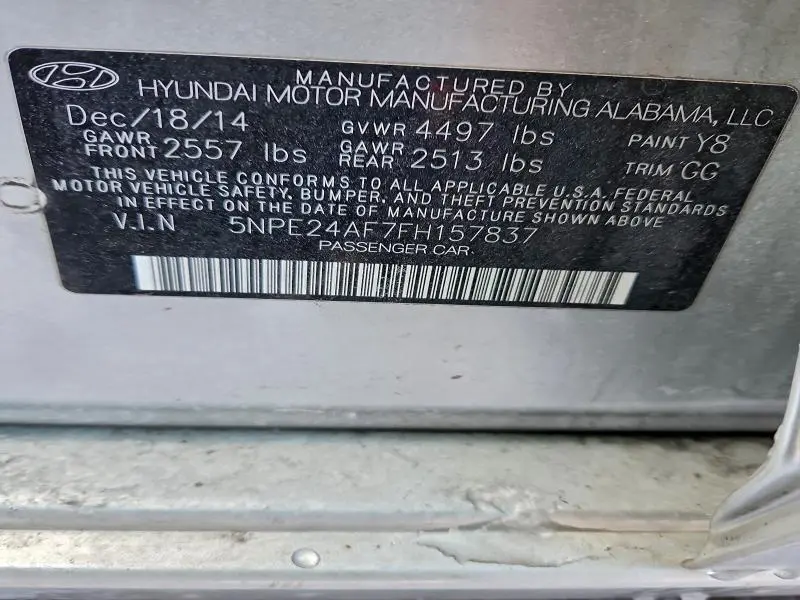 MANUFACTURED BY
HYUNDAI MOTOR MANUFACTURING ALABAMA, LLC
Dec/18/14 GVWR 4497 lbs PAINT Y8
GAWR FRONT 2557 lbs GAWR REAR 2513 lbs TRIM GG
THIS VEHICLE CONFORMS TO ALL APPLICABLE U.S.A. FEDERAL
MOTOR VEHICLE SAFETY, BUMPER, AND THEFT PREVENTION STANDARDS
IN EFFECT ON THE DATE OF MANUFACTURE SHOWN ABOVE
V.I.N 5NPE24AF7FH157837
PASSENGER CAR